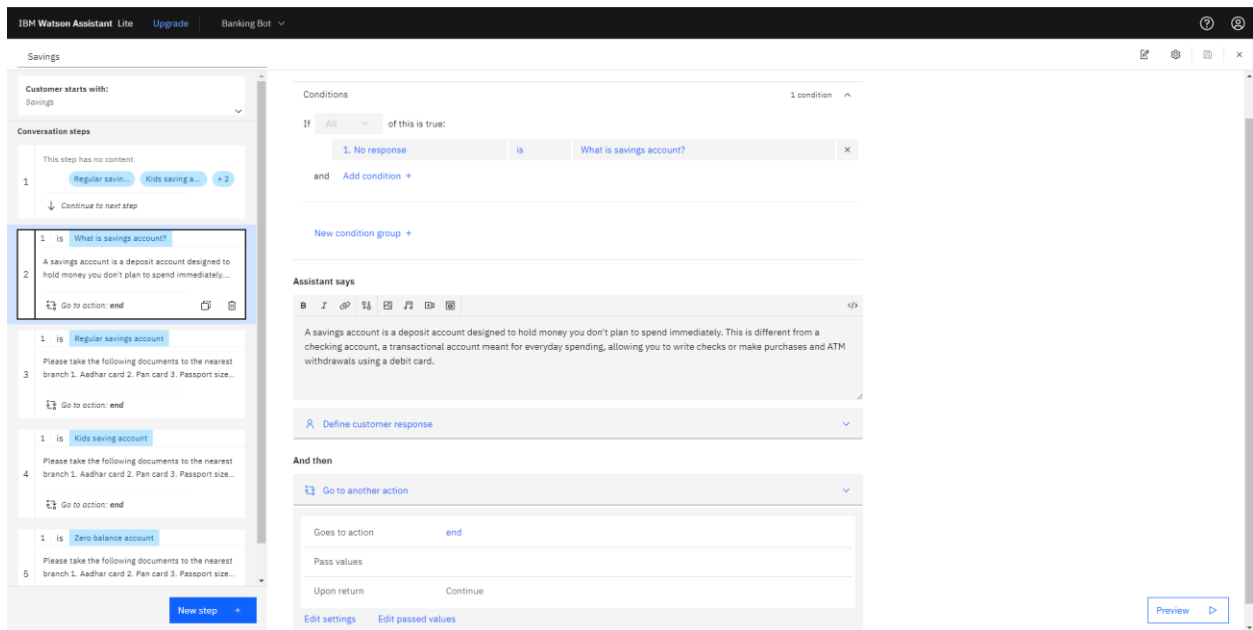 IBM Watson Assistant Lite Upgrade Banking Bot
Savings
Customer starts with:
Savings
Conversation steps
This step has no content
1
Regular savin... Kids saving a... + 2
Continue to next step
1 is What is savings account?
A savings account is a deposit account designed to
2 hold money you don't plan to spend immediately....
Go to action: end
1 is Regular savings account
Please take the following documents to the nearest
3 branch 1. Aadhar card 2. Pan card 3. Passport size...
Go to action: end
1 is Kids saving account
Please take the following documents to the nearest
4 branch 1. Aadhar card 2. Pan card 3. Passport size...
Go to action: end
1 is Zero balance account
Please take the following documents to the nearest
5 branch 1. Aadhar card 2. Pan card 3. Passport size...
New step +
Conditions 1 condition
If All of this is true:
1. No response is What is savings account?
and Add condition +
New condition group +
Assistant says
B I </>
A savings account is a deposit account designed to hold money you don't plan to spend immediately. This is different from a
checking account, a transactional account meant for everyday spending, allowing you to write checks or make purchases and ATM
withdrawals using a debit card.
Define customer response
And then
Go to another action
Goes to action end
Pass values
Upon return Continue
Edit settings Edit passed values
Preview